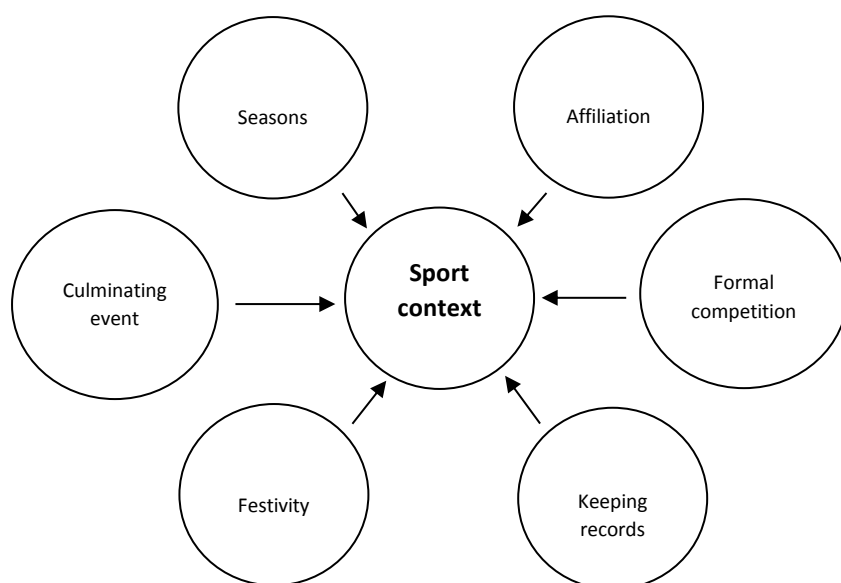 Seasons
Affiliation
Sport
context
Culminating
event
Formal
competition
Festivity
Keeping
records